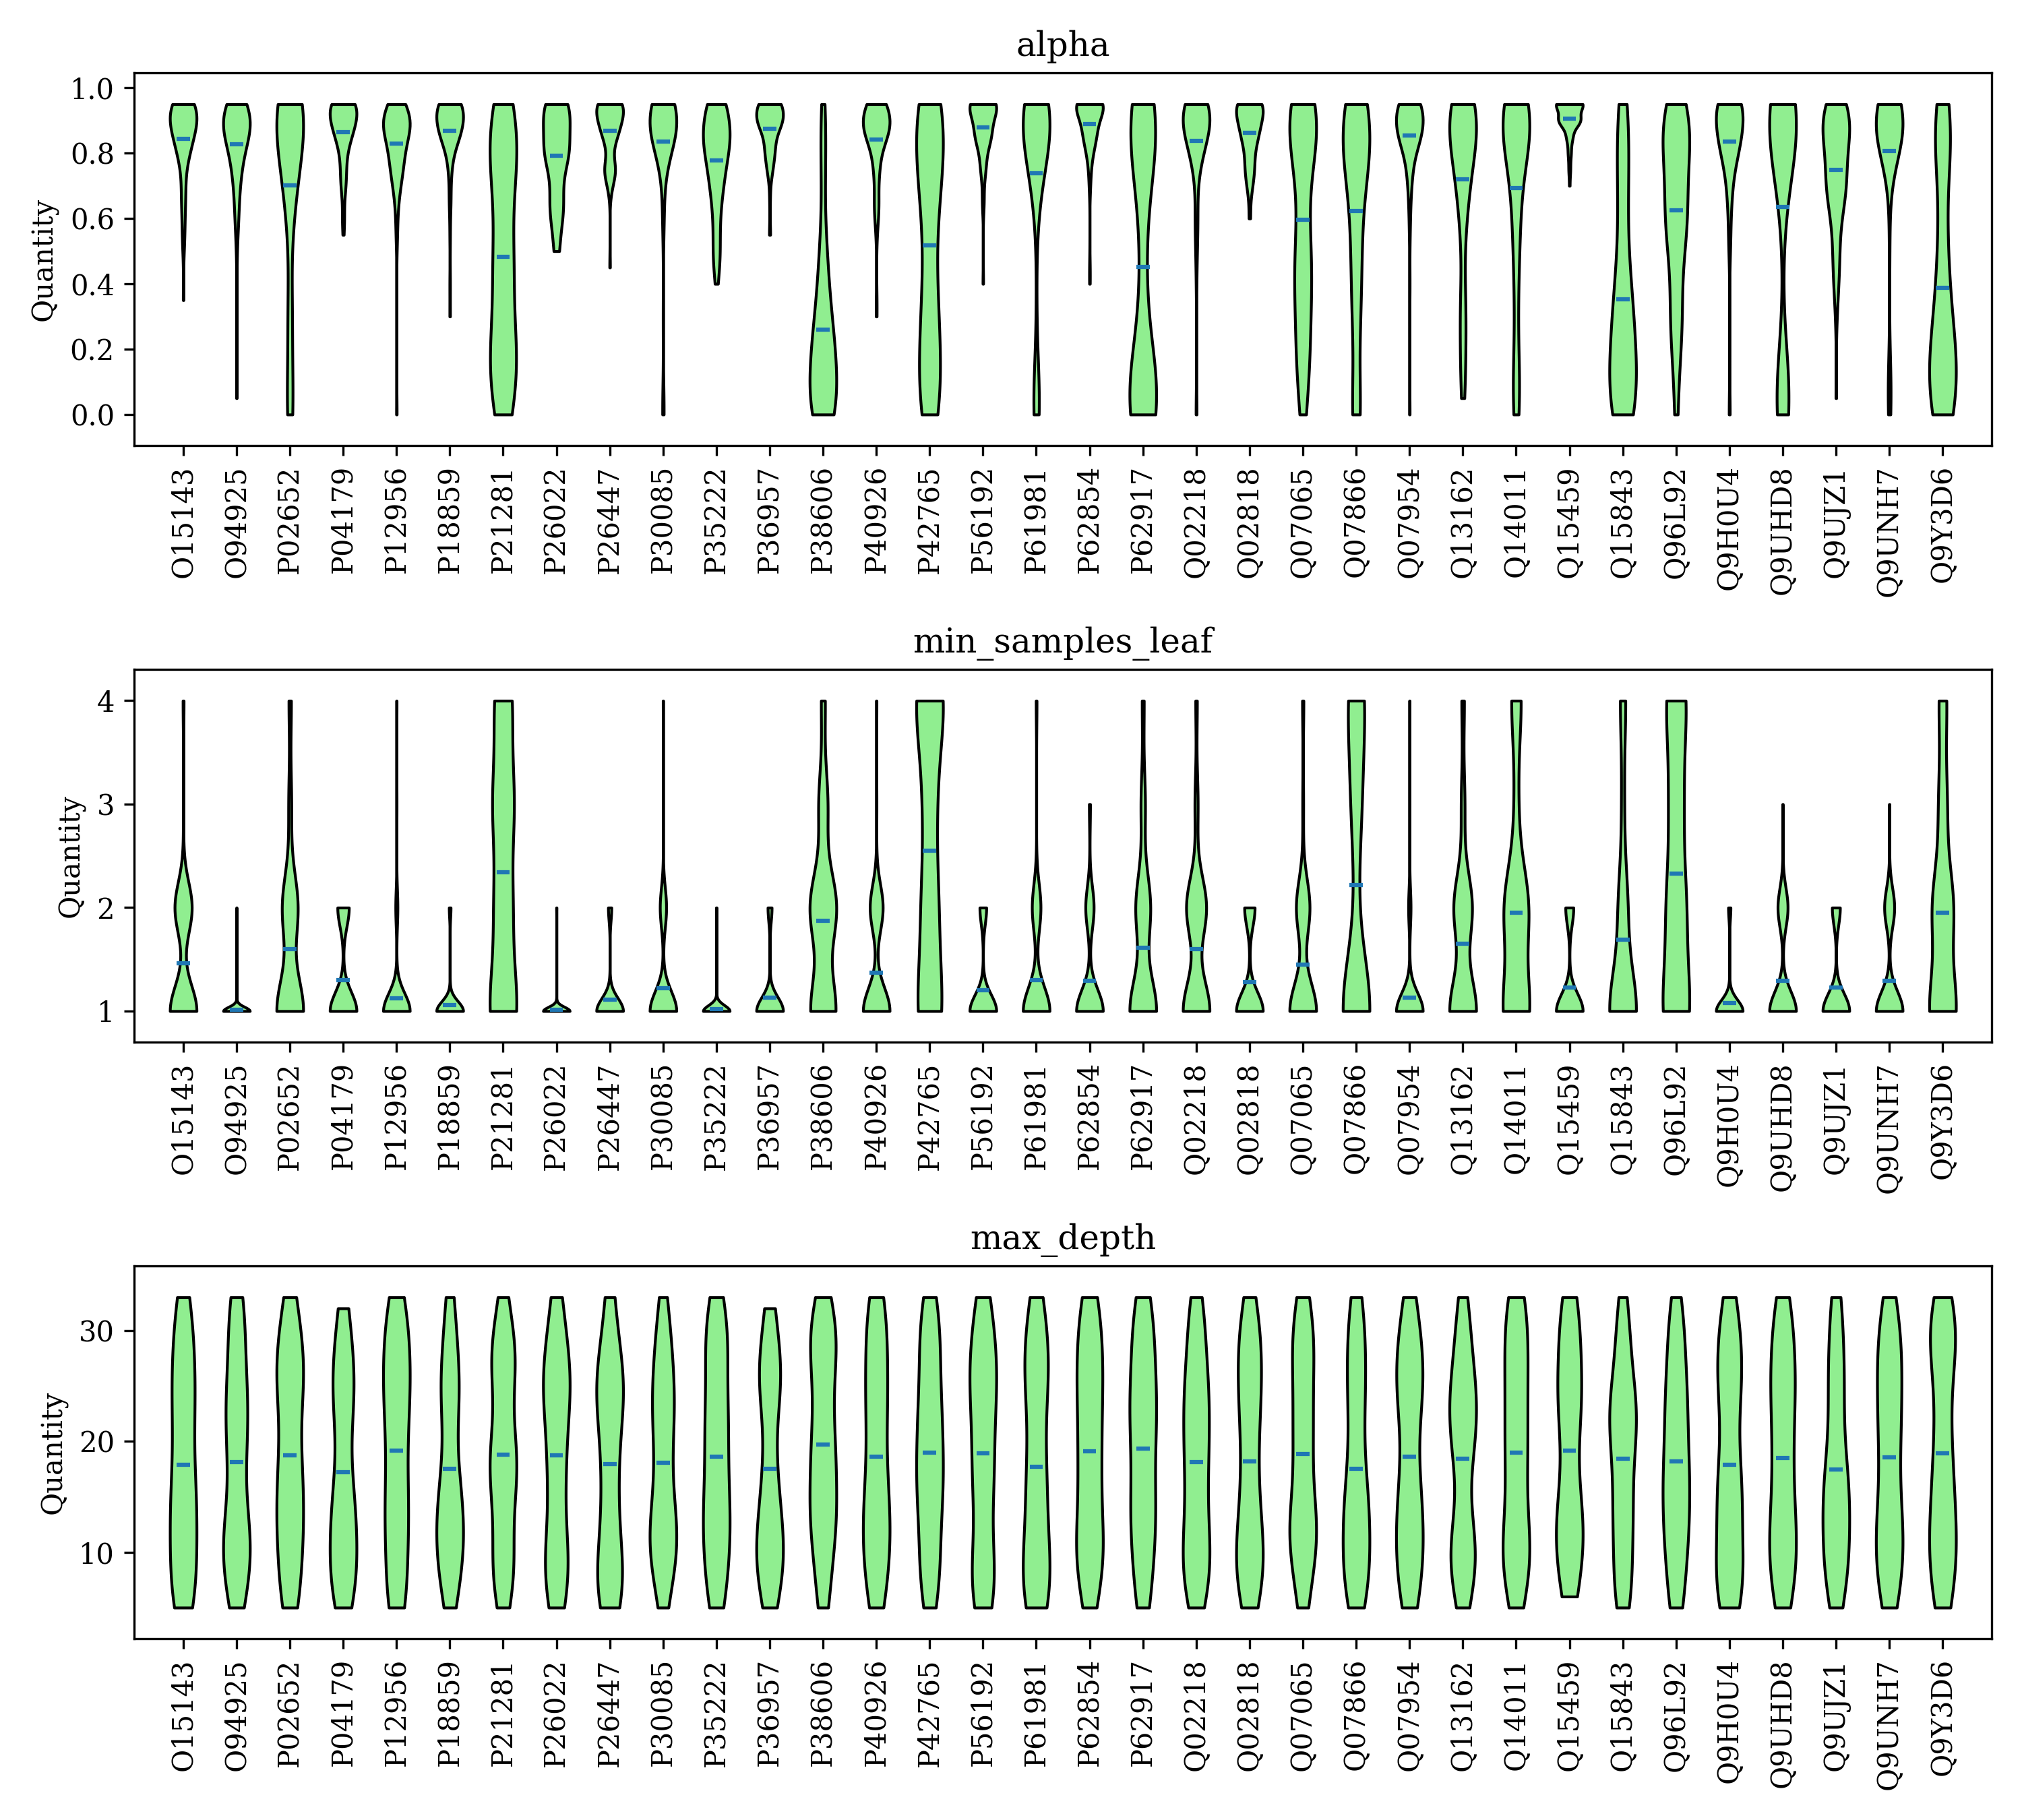 alpha
Quantity
1.0
0.8
0.6
0.4
0.2
0.0
O15143 O94925 P02652 P04179 P12956 P18859 P21281 P26022 P26447 P30085 P35222 P36957 P38606 P40926 P42765 P56192 P61981 P62854 P62917 Q02218 Q02818 Q07065 Q07866 Q07954 Q13162 Q14011 Q15459 Q15843 Q96L92 Q9H0U4 Q9UHD8 Q9UJZ1 Q9UNH7 Q9Y3D6
min_samples_leaf
Quantity
4
3
2
1
O15143 O94925 P02652 P04179 P12956 P18859 P21281 P26022 P26447 P30085 P35222 P36957 P38606 P40926 P42765 P56192 P61981 P62854 P62917 Q02218 Q02818 Q07065 Q07866 Q07954 Q13162 Q14011 Q15459 Q15843 Q96L92 Q9H0U4 Q9UHD8 Q9UJZ1 Q9UNH7 Q9Y3D6
max_depth
Quantity
30
20
10
O15143 O94925 P02652 P04179 P12956 P18859 P21281 P26022 P26447 P30085 P35222 P36957 P38606 P40926 P42765 P56192 P61981 P62854 P62917 Q02218 Q02818 Q07065 Q07866 Q07954 Q13162 Q14011 Q15459 Q15843 Q96L92 Q9H0U4 Q9UHD8 Q9UJZ1 Q9UNH7 Q9Y3D6